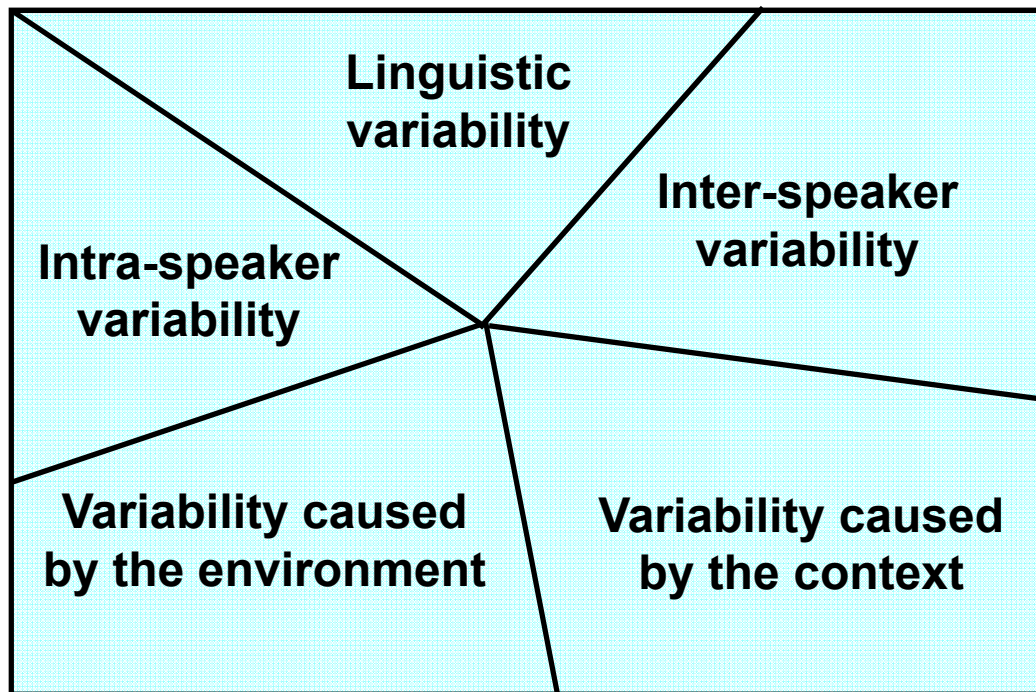 Linguistic
variability
Inter-speaker
variability
Intra-speaker
variability
Variability caused
by the environment
Variability caused
by the context